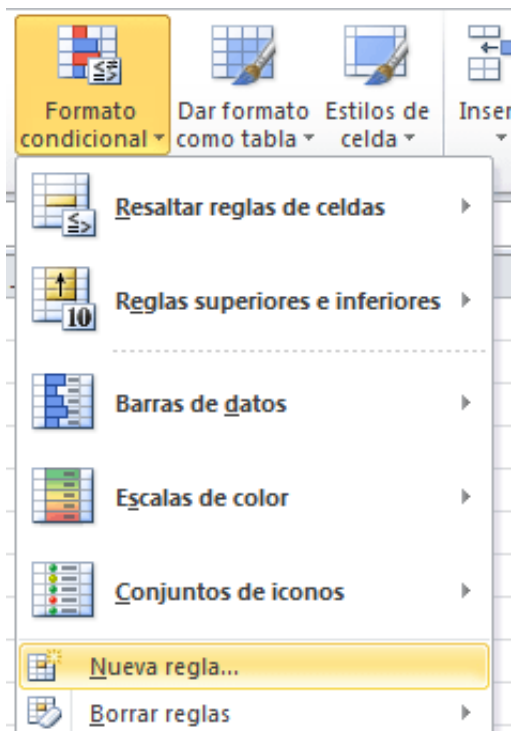 Formato
condicional
Dar formato
como tabla
Estilos de
celda
Inser
Resaltar reglas de celdas
10
Reglas superiores e inferiores
Barras de datos
Escalas de color
Conjuntos de iconos
Nueva regla...
Borrar reglas